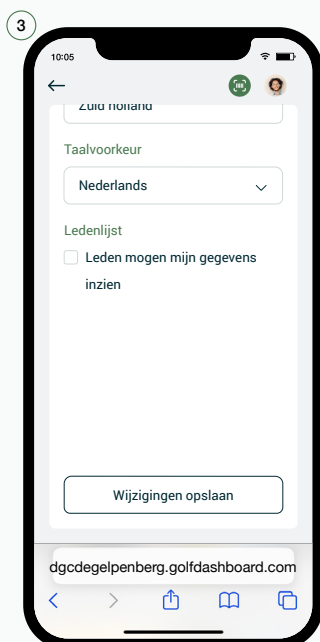 3
10:05
Zuid holland
Taalvoorkeur
Nederlands
Ledenlijst
Leden mogen mijn gegevens
inzien
Wijzigingen opslaan
dgcdegelpenberg.golfdashboard.com